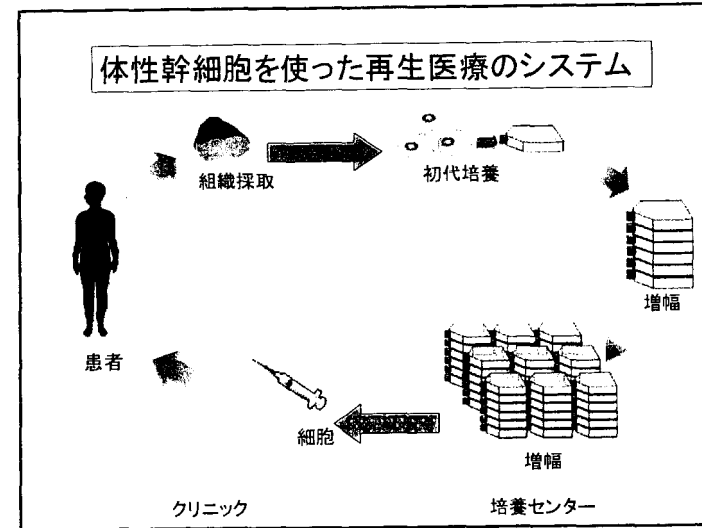 体性幹細胞を使った再生医療のシステム
組織採取
初代培養
増幅
患者
細胞
増幅
クリニック
培養センター